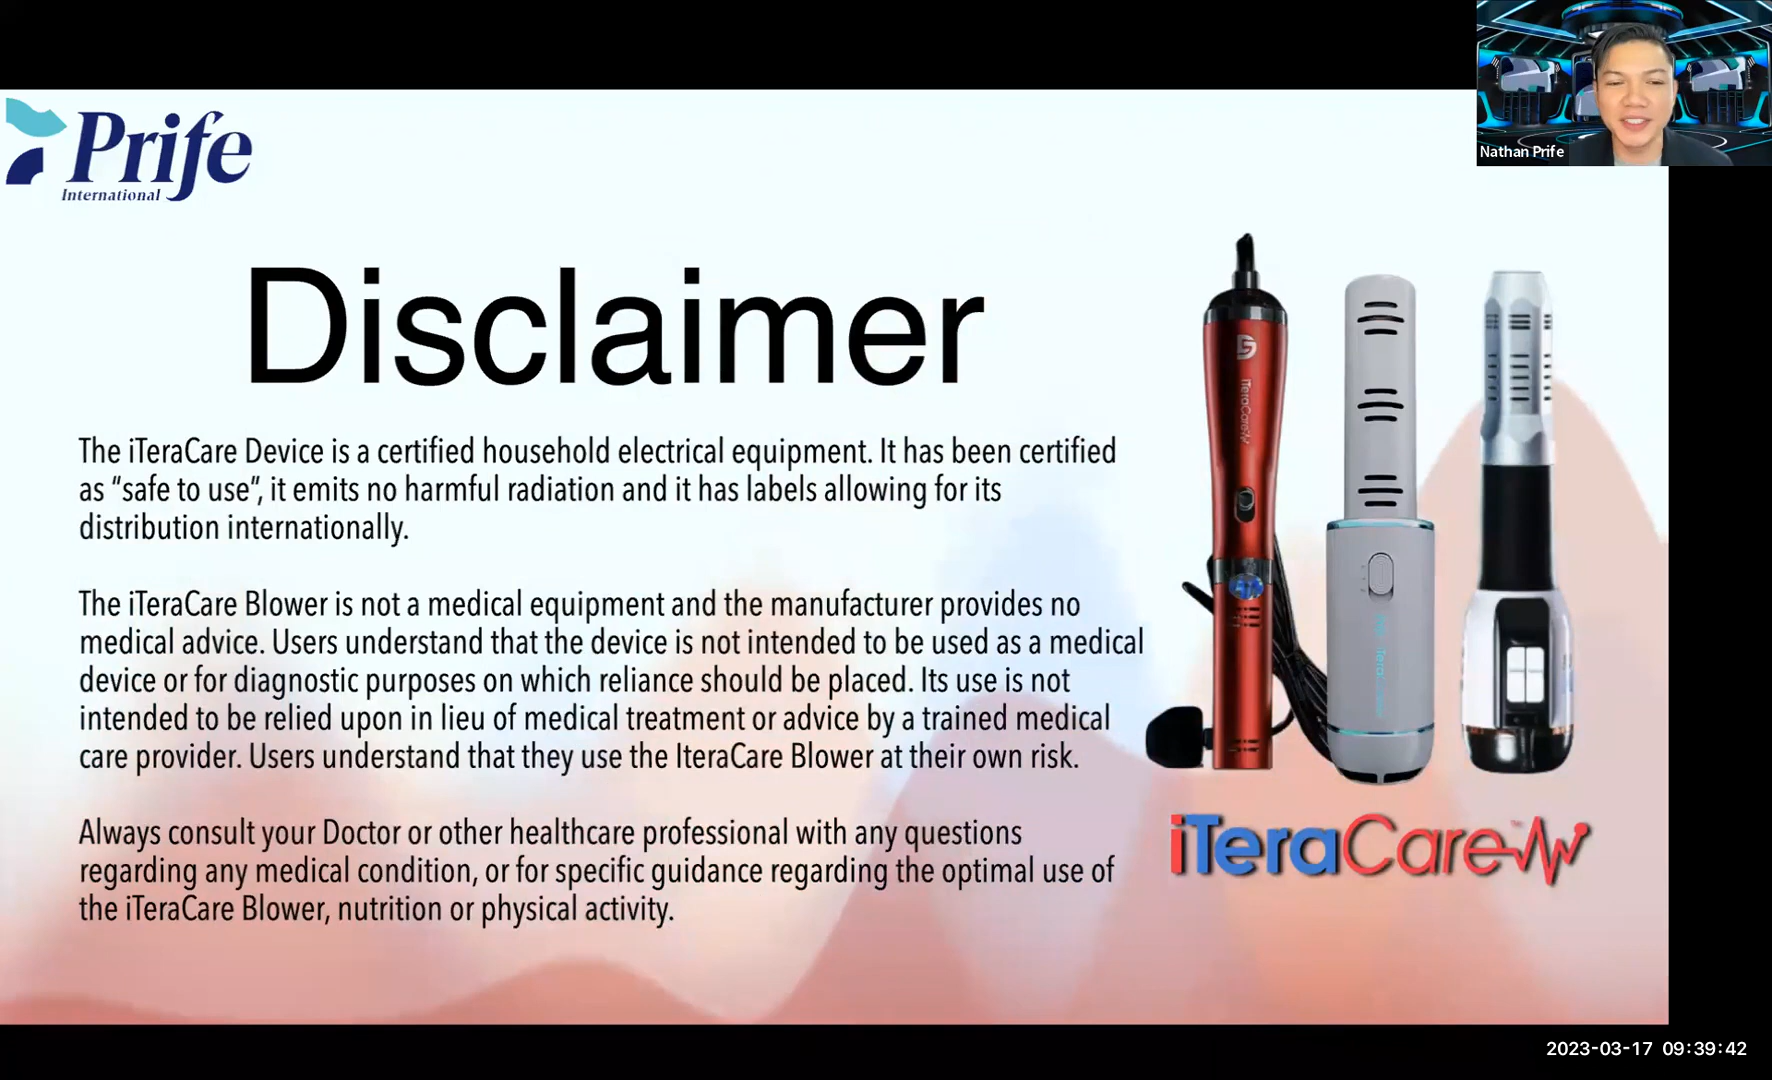 Prife
International
Nathan Prife
Disclaimer
The iTeraCare Device is a certified household electrical equipment. It has been certified
as “safe to use”, it emits no harmful radiation and it has labels allowing for its
distribution internationally.
The iTeraCare Blower is not a medical equipment and the manufacturer provides no
medical advice. Users understand that the device is not intended to be used as a medical
device or for diagnostic purposes on which reliance should be placed. Its use is not
intended to be relied upon in lieu of medical treatment or advice by a trained medical
care provider. Users understand that they use the IteraCare Blower at their own risk.
Always consult your Doctor or other healthcare professional with any questions
regarding any medical condition, or for specific guidance regarding the optimal use of
the iTeraCare Blower, nutrition or physical activity.
iTeraCare
iTeraCare™
2023-03-17 09:39:42